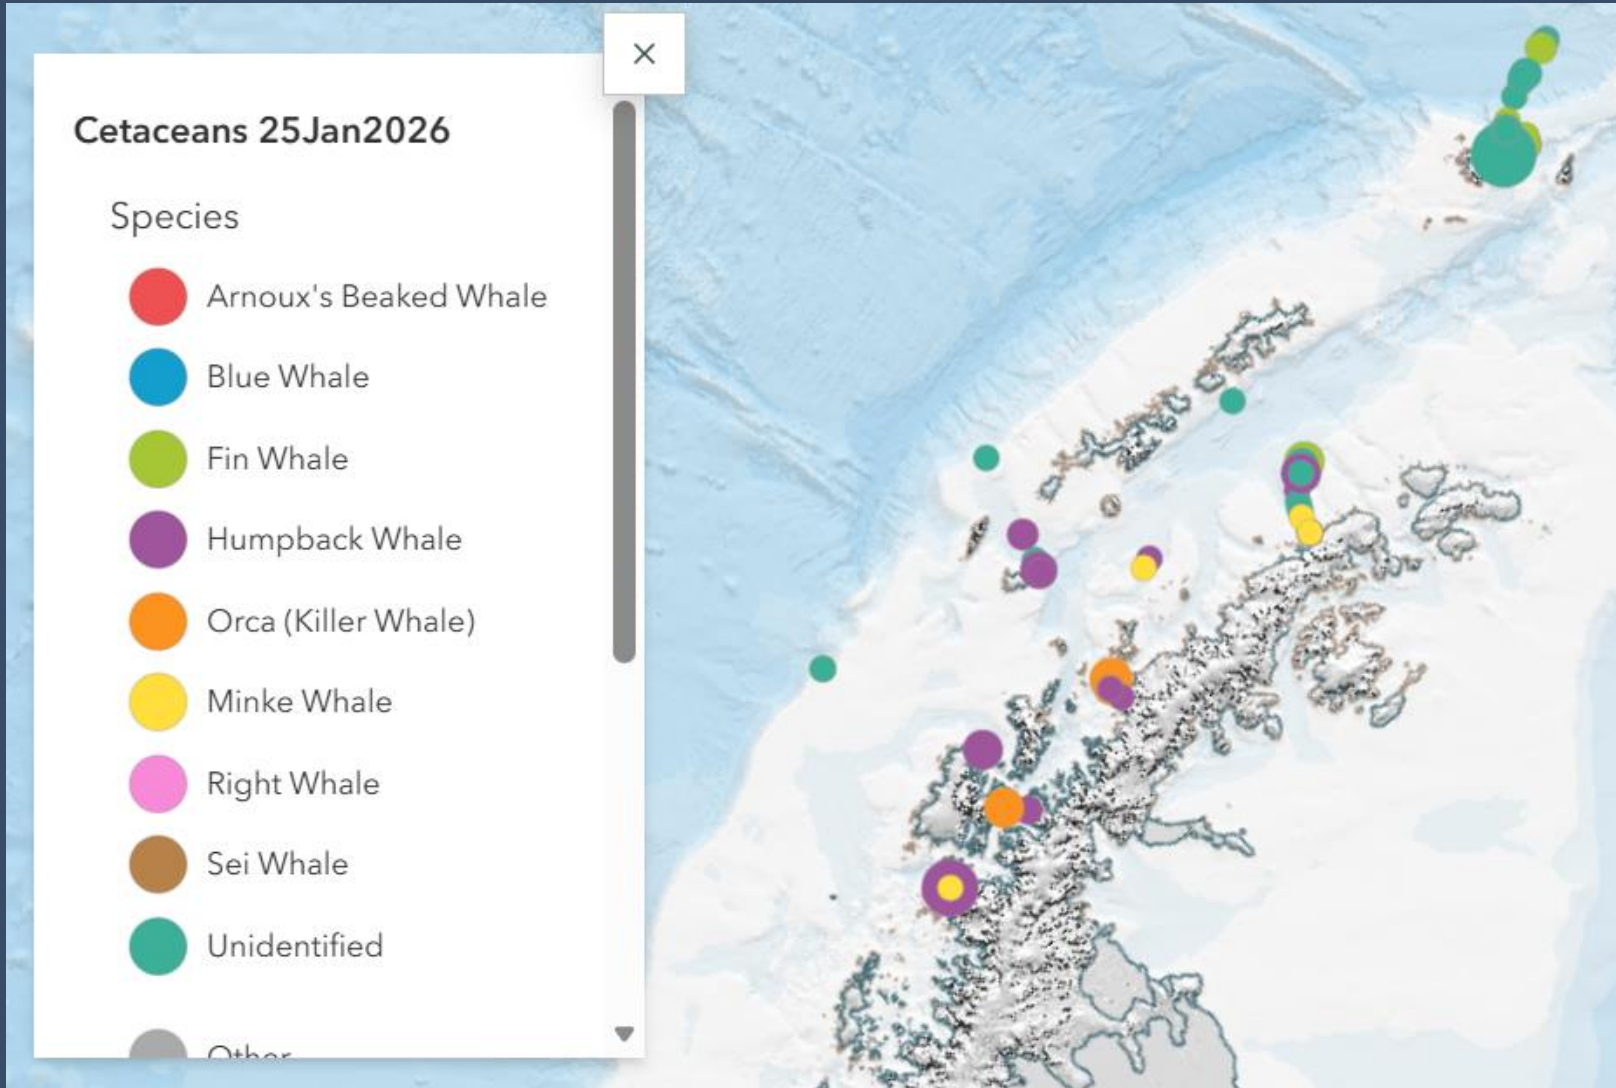 Cetaceans 25Jan2026
Species
Arnoux's Beaked Whale
Blue Whale
Fin Whale
Humpback Whale
Orca (Killer Whale)
Minke Whale
Right Whale
Sei Whale
Unidentified
Other